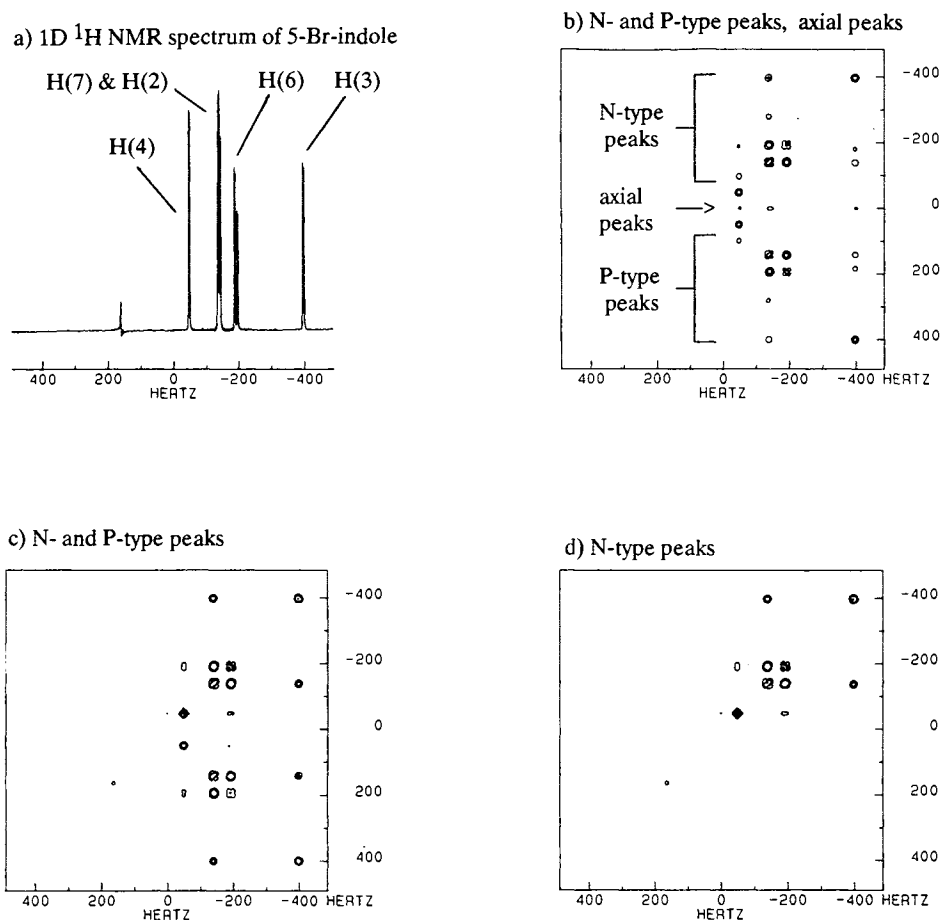 a) 1D ¹H NMR spectrum of 5-Br-indole
H(7) & H(2)
H(6)
H(3)
H(4)
400 200 0 -200 -400
HERTZ
b) N- and P-type peaks, axial peaks
N-type
peaks
axial
peaks
P-type
peaks
-400
-200
0
200
400
400 200 0 -200 -400 HERTZ
HERTZ
c) N- and P-type peaks
-400
-200
0
200
400
400 200 0 -200 -400 HERTZ
HERTZ
d) N-type peaks
-400
-200
0
200
400
400 200 0 -200 -400 HERTZ
HERTZ